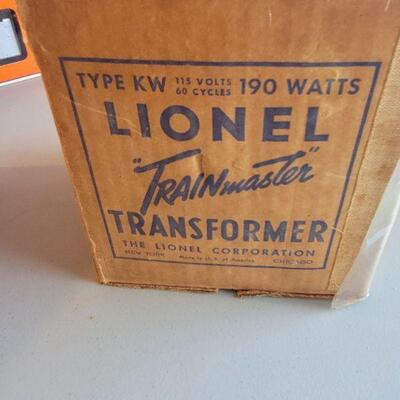 TYPE KW 115 VOLTS 60 CYCLES 190 WATTS
LIONEL
"TRAINmaster"
TRANSFORMER
THE LIONEL CORPORATION
NEW YORK Made in U.S. of America CHICAGO